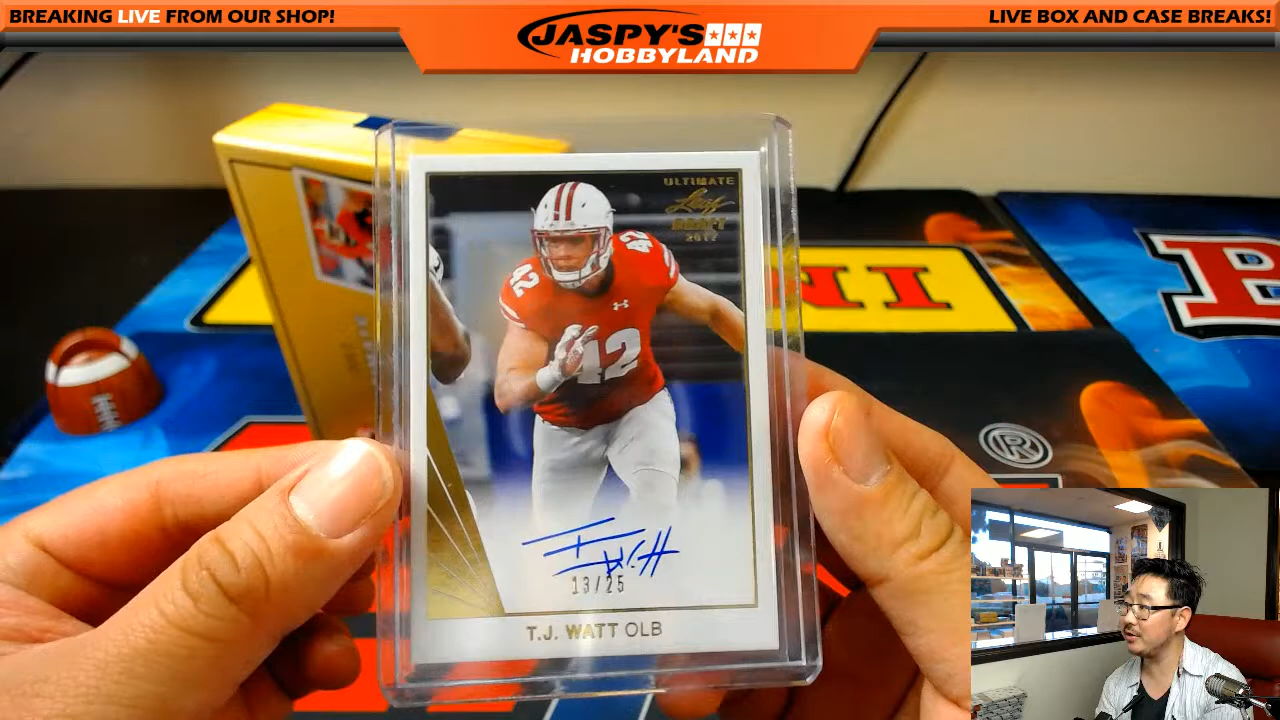 BREAKING LIVE FROM OUR SHOP!
JASPY'S
HOBBYLAND
LIVE BOX AND CASE BREAKS!
ULTIMATE
Leaf
DRAFT
2017
42
42
42
13/25
T.J. WATT OLB
®